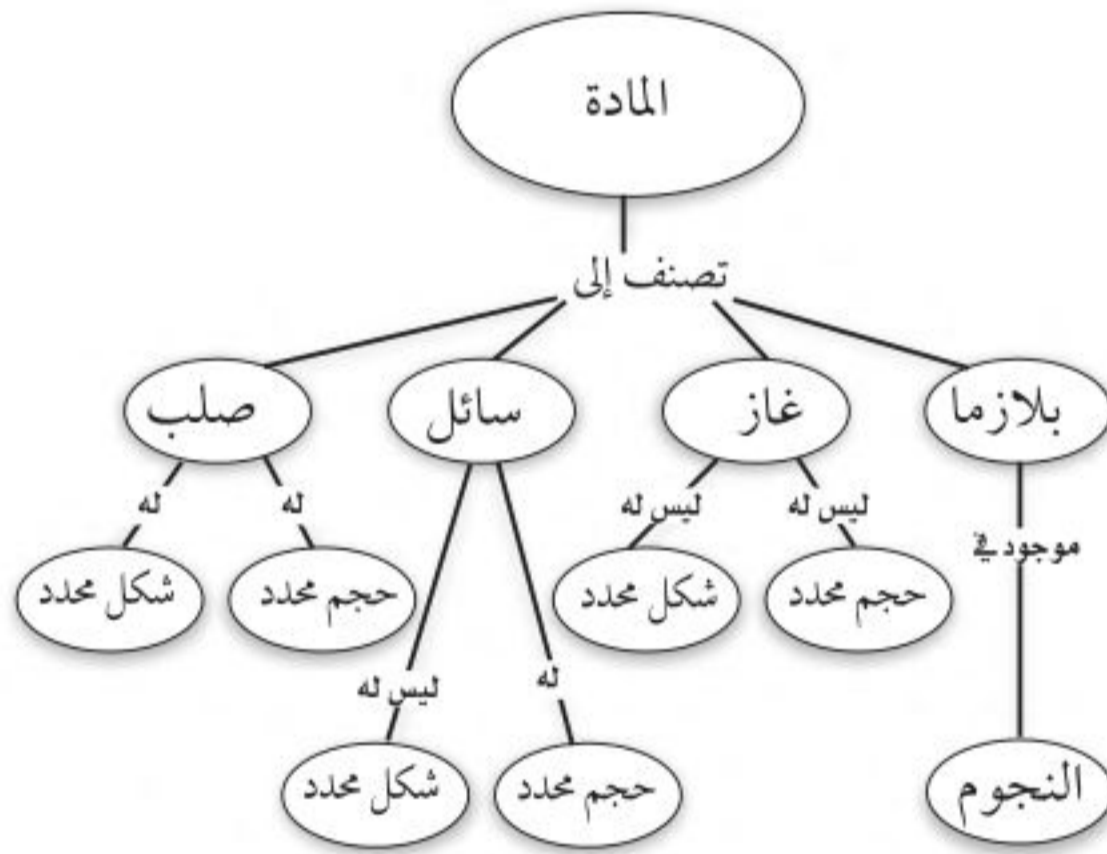 المادة
تصنف إلى
بلازما
غاز
سائل
صلب
موجود في
ليس له
ليس له
له
له
حجم محدد
شكل محدد
حجم محدد
شكل محدد
له
ليس له
النجوم
حجم محدد
شكل محدد